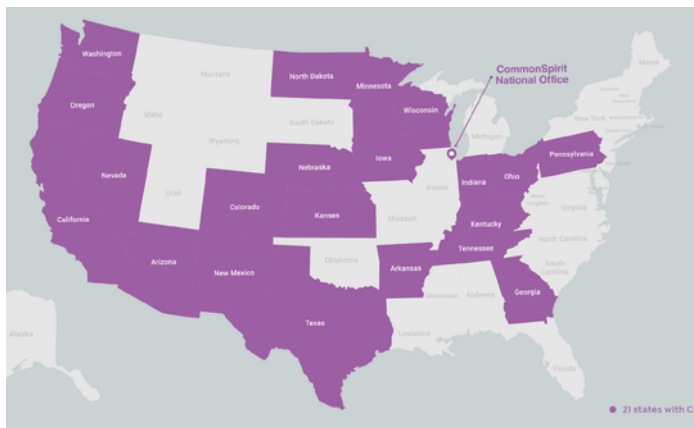 Washington
Montana
North Dakota
Minnesota
Maine
Oregon
Idaho
South Dakota
Wisconsin
CommonSpirit
National Office
Wyoming
Michigan
New York
Nevada
Utah
Nebraska
Iowa
Illinois
Indiana
Ohio
Pennsylvania
California
Colorado
Kansas
Missouri
West
Virginia
Virginia
Kentucky
Arizona
New Mexico
Oklahoma
Arkansas
Tennessee
North Carolina
South
Carolina
Texas
Louisiana
Mississippi
Alabama
Georgia
Alaska
Florida
21 states with C